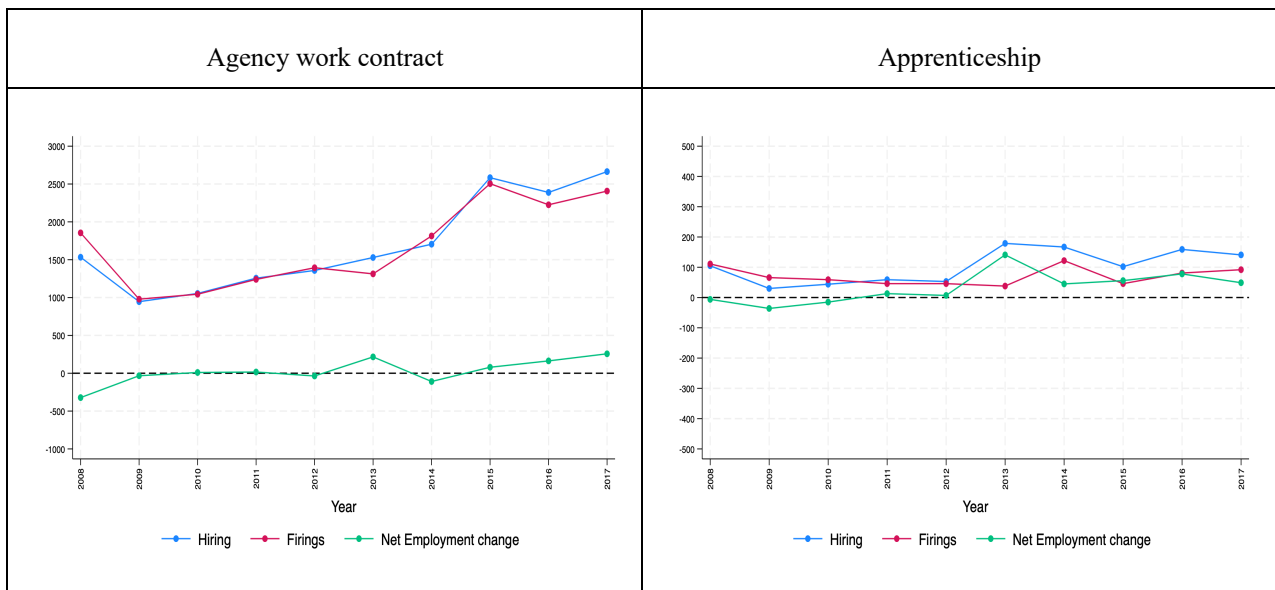 Agency work contract
Apprenticeship
3000
2500
2000
1500
1000
500
0
-500
-1000
2008 2009 2010 2011 2012 2013 2014 2015 2016 2017
Year
Hiring Firings Net Employment change
500
400
300
200
100
0
-100
-200
-300
-400
-500
2008 2009 2010 2011 2012 2013 2014 2015 2016 2017
Year
Hiring Firings Net Employment change